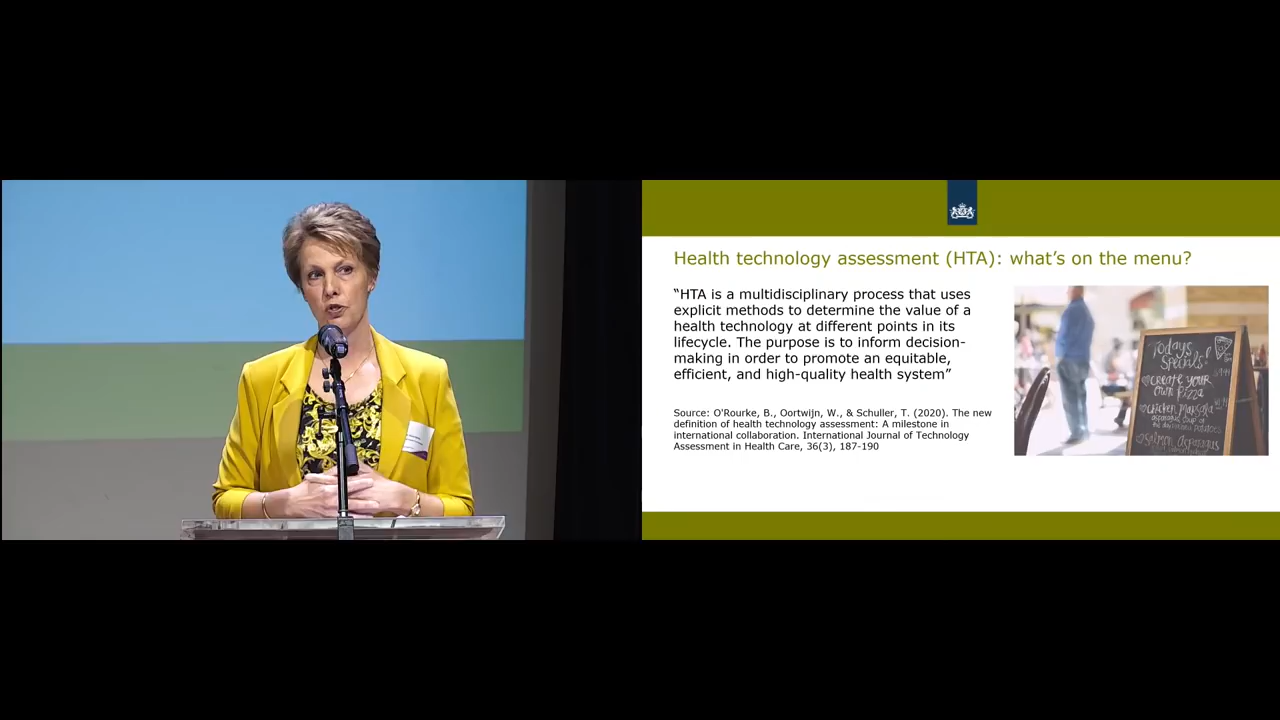 Health technology assessment (HTA): what’s on the menu?
“HTA is a multidisciplinary process that uses
explicit methods to determine the value of a
health technology at different points in its
lifecycle. The purpose is to inform decision-
making in order to promote an equitable,
efficient, and high-quality health system”
Source: O'Rourke, B., Oortwijn, W., & Schuller, T. (2020). The new
definition of health technology assessment: A milestone in
international collaboration. International Journal of Technology
Assessment in Health Care, 36(3), 187-190
Todays
Specials!
CREATE YOUR
OWN PIZZA
CHICKEN
SALMON, ASPARAGUS